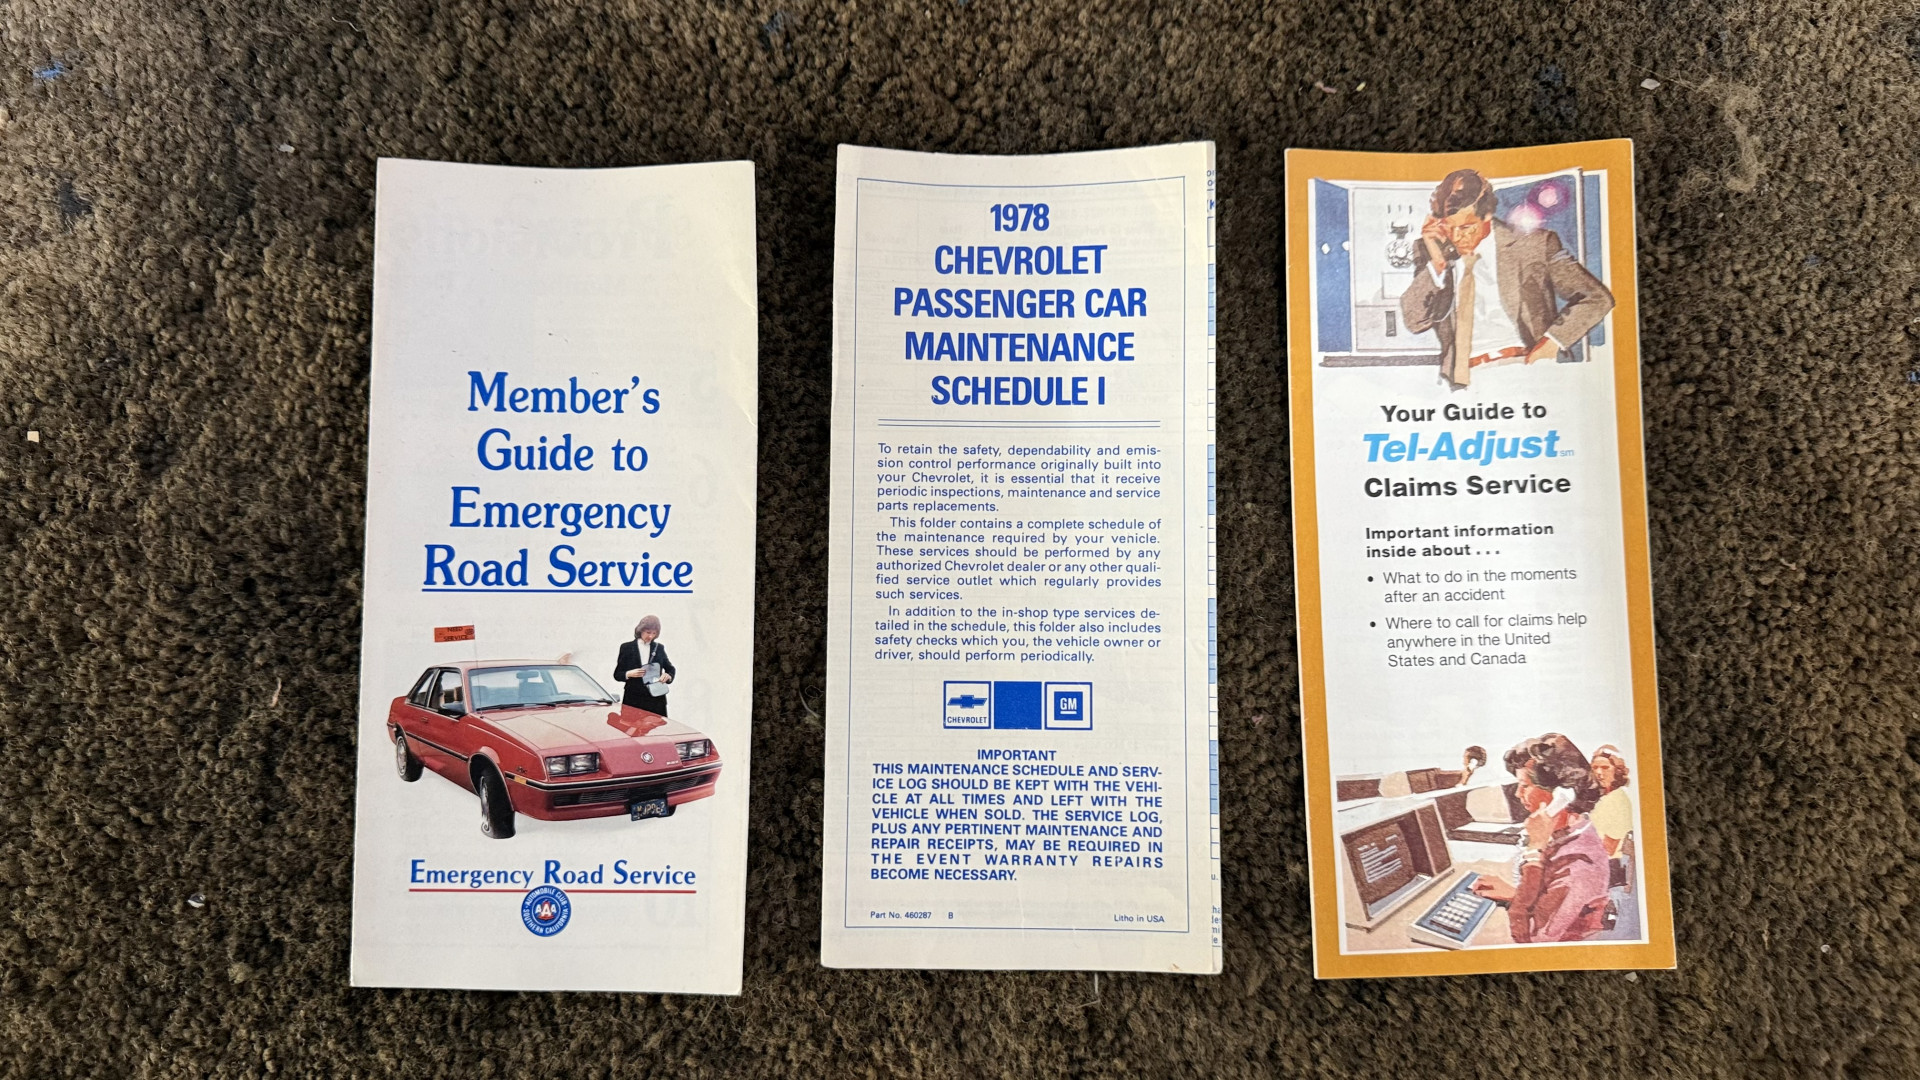 Member's
Guide to
Emergency
Road Service
NEED
SERVICE
Emergency Road Service
AUTOMOBILE CLUB
AAA
SOUTHERN CALIFORNIA
1978
CHEVROLET
PASSENGER CAR
MAINTENANCE
SCHEDULE I
To retain the safety, dependability and emis-
sion control performance originally built into
your Chevrolet, it is essential that it receive
periodic inspections, maintenance and service
parts replacements.
This folder contains a complete schedule of
the maintenance required by your vehicle.
These services should be performed by any
authorized Chevrolet dealer or any other quali-
fied service outlet which regularly provides
such services.
In addition to the in-shop type services de-
tailed in the schedule, this folder also includes
safety checks which you, the vehicle owner or
driver, should perform periodically.
CHEVROLET
GM
IMPORTANT
THIS MAINTENANCE SCHEDULE AND SERV-
ICE LOG SHOULD BE KEPT WITH THE VEHI-
CLE AT ALL TIMES AND LEFT WITH THE
VEHICLE WHEN SOLD. THE SERVICE LOG,
PLUS ANY PERTINENT MAINTENANCE AND
REPAIR RECEIPTS, MAY BE REQUIRED IN
THE EVENT WARRANTY REPAIRS
BECOME NECESSARY.
Part No. 460287 B
Litho in USA
Your Guide to
Tel-Adjust sm
Claims Service
Important information
inside about . . .
• What to do in the moments
after an accident
• Where to call for claims help
anywhere in the United
States and Canada